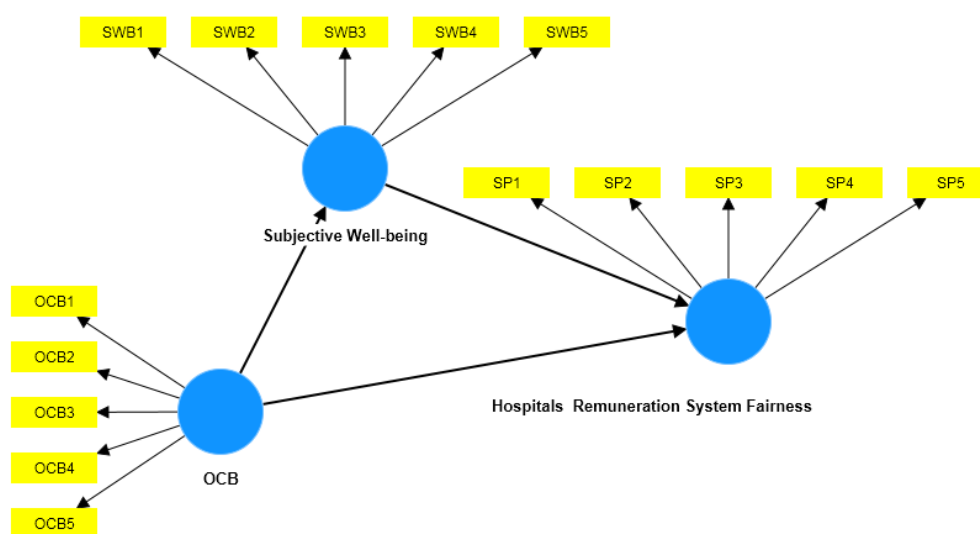 SWB1 SWB2 SWB3 SWB4 SWB5
SP1 SP2 SP3 SP4 SP5
Subjective Well-being
OCB1
OCB2
OCB3
OCB4
OCB5
OCB
Hospitals Remuneration System Fairness